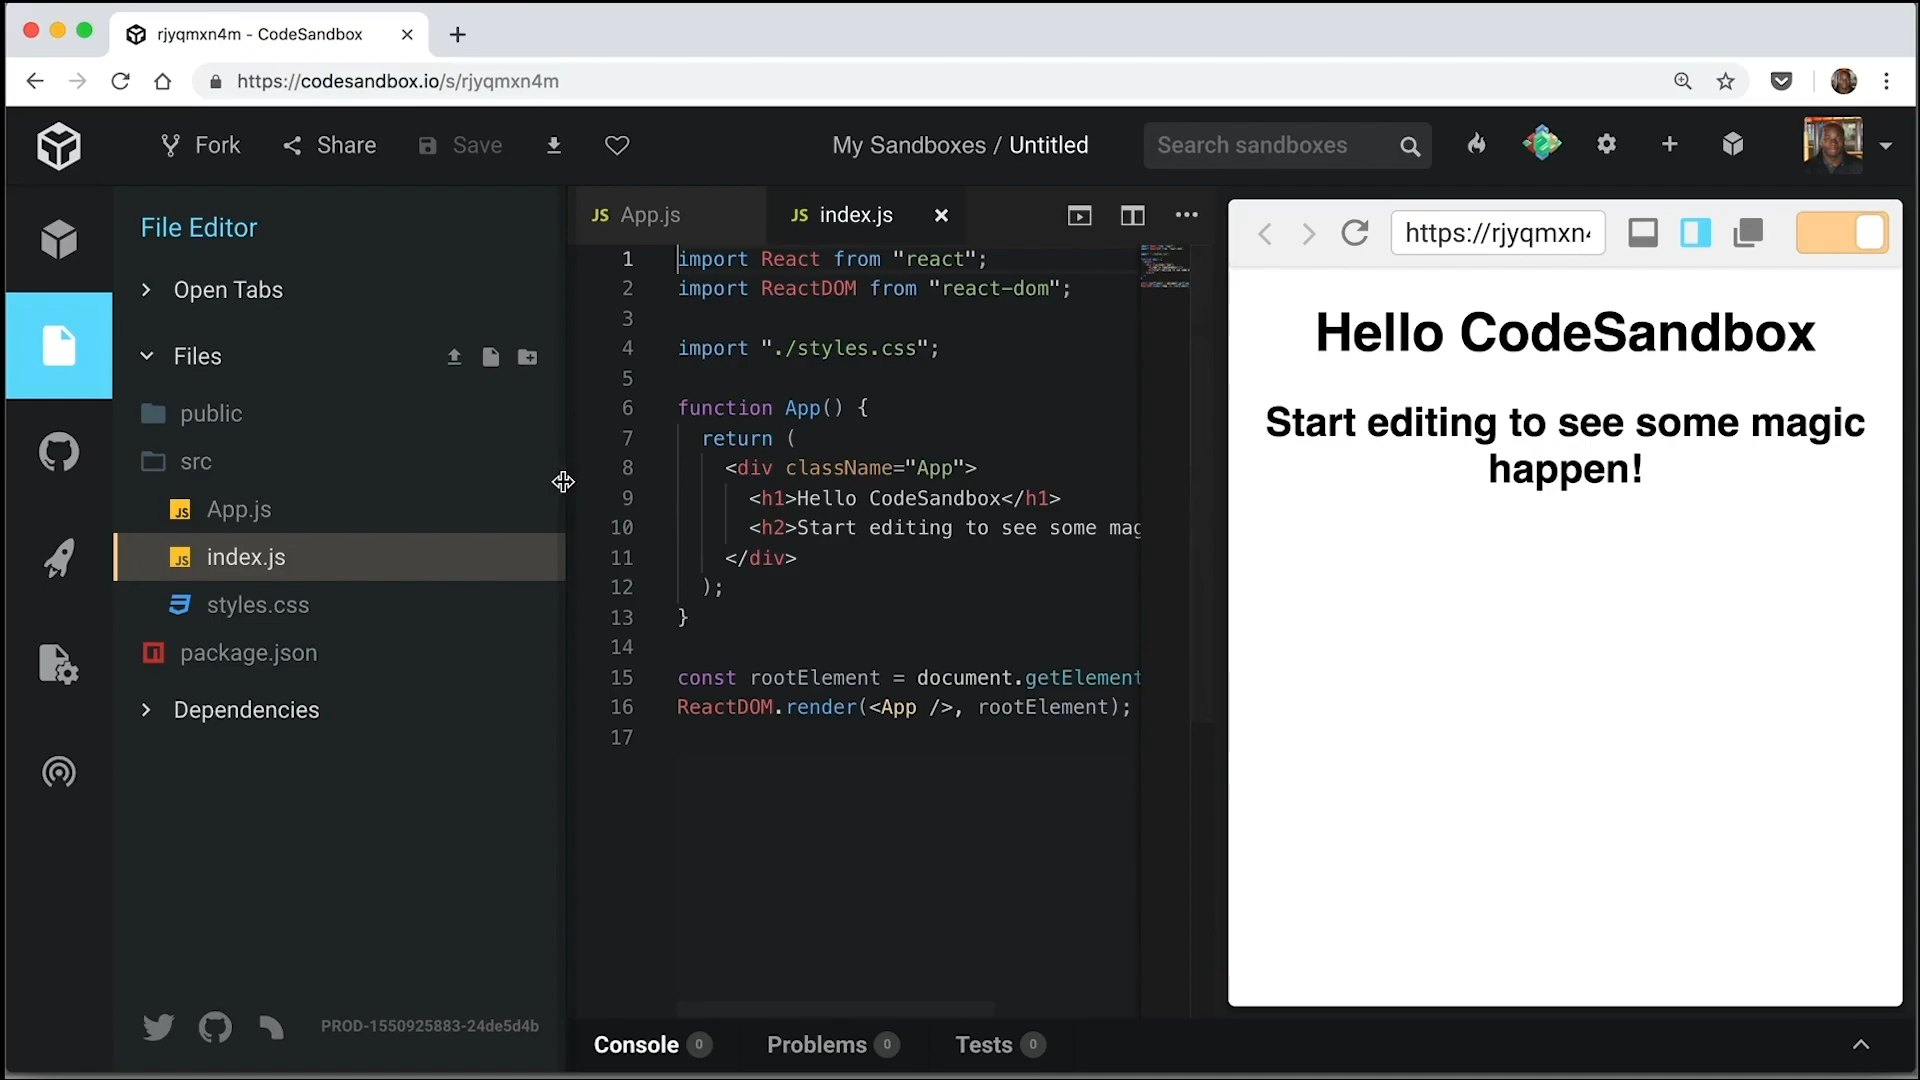 rjyqmxn4m - CodeSandbox
https://codesandbox.io/s/rjyqmxn4m
Fork
Share
Save
My Sandboxes / Untitled
Search sandboxes
File Editor
Open Tabs
Files
public
src
JS App.js
JS index.js
styles.css
package.json
Dependencies
PROD-1550925883-24de5d4b
JS App.js
JS index.js
1 import React from "react";
2 import ReactDOM from "react-dom";
3
4 import "./styles.css";
5
6 function App() {
7 return (
8 <div className="App">
9 <h1>Hello CodeSandbox</h1>
10 <h2>Start editing to see some mag
11 </div>
12 );
13 }
14
15 const rootElement = document.getElement
16 ReactDOM.render(<App />, rootElement);
17
Console 0
Problems 0
Tests 0
https://rjyqmxn4
Hello CodeSandbox
Start editing to see some magic
happen!